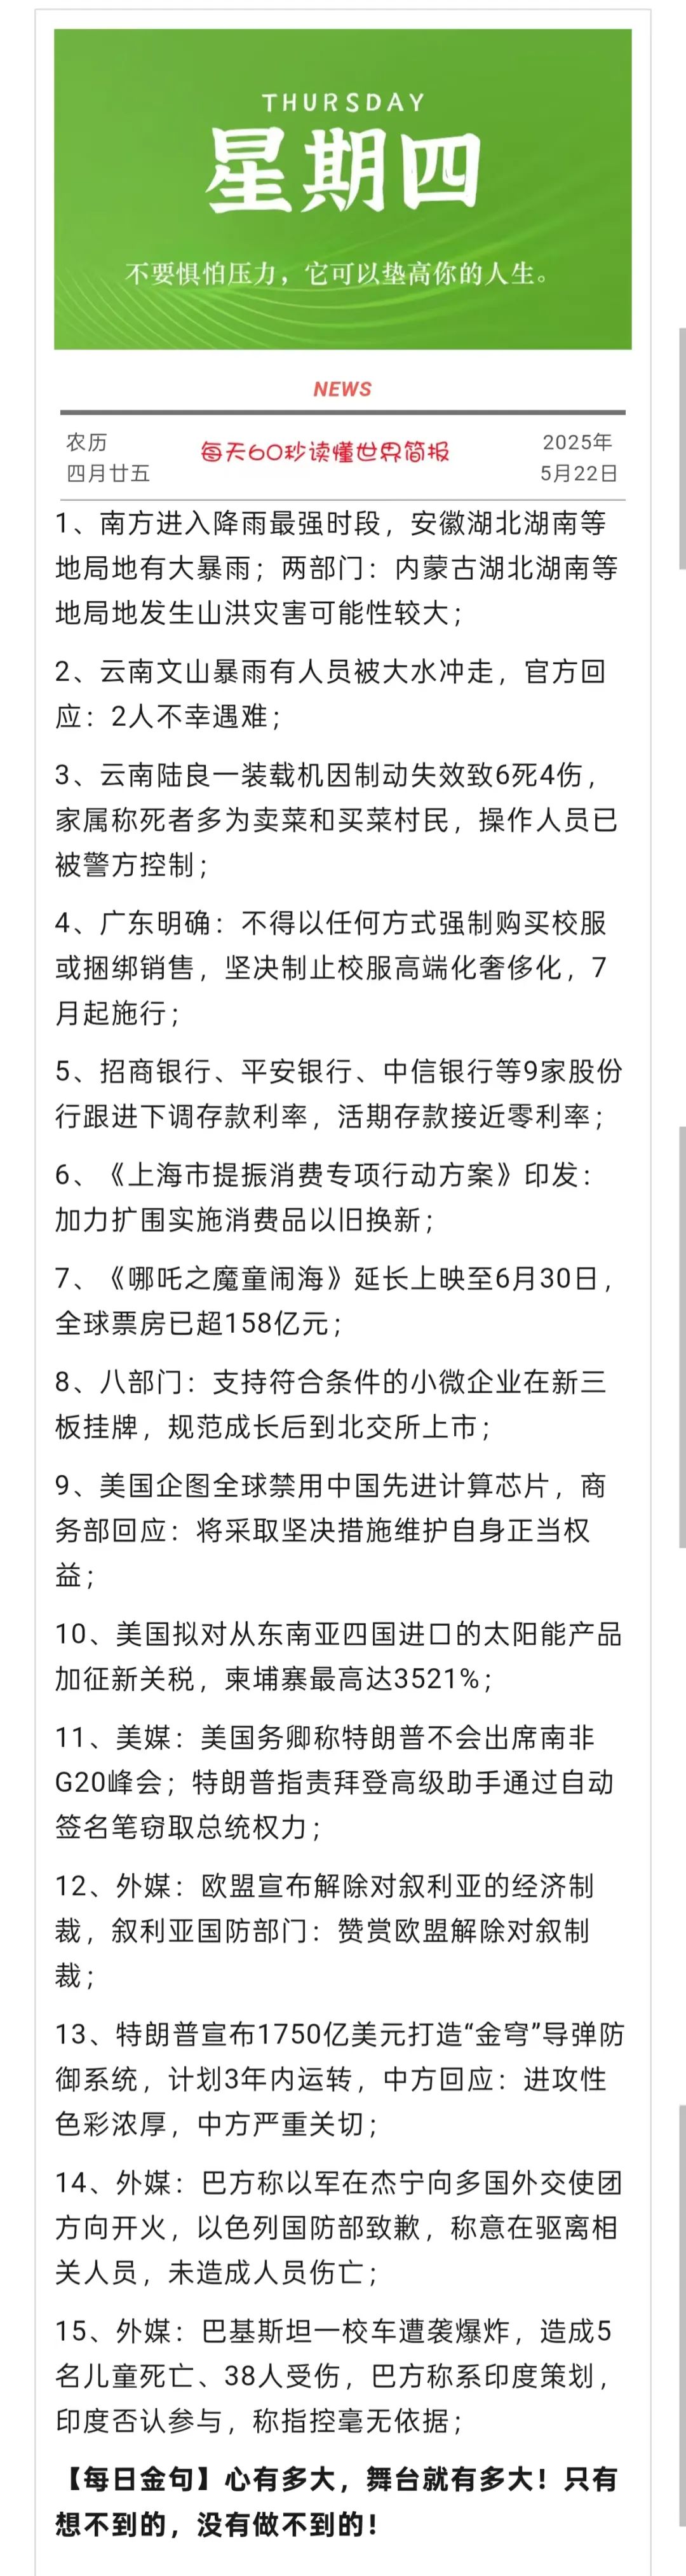 THURSDAY
星期四
不要惧怕压力，它可以垫高你的人生。
NEWS
农历
四月廿五
每天60秒读懂世界简报
2025年
5月22日
1、南方进入降雨最强时段，安徽湖北湖南等
地局地有大暴雨；两部门：内蒙古湖北湖南等
地局地发生山洪灾害可能性较大；
2、云南文山暴雨有人员被大水冲走，官方回
应：2人不幸遇难；
3、云南陆良一装载机因制动失效致6死4伤，
家属称死者多为卖菜和买菜村民，操作人员已
被警方控制；
4、广东明确：不得以任何方式强制购买校服
或捆绑销售，坚决制止校服高端化奢侈化，7
月起施行；
5、招商银行、平安银行、中信银行等9家股份
行跟进下调存款利率，活期存款接近零利率；
6、《上海市提振消费专项行动方案》印发：
加力扩围实施消费品以旧换新；
7、《哪吒之魔童闹海》延长上映至6月30日，
全球票房已超158亿元；
8、八部门：支持符合条件的小微企业在新三
板挂牌，规范成长后到北交所上市；
9、美国企图全球禁用中国先进计算芯片，商
务部回应：将采取坚决措施维护自身正当权
益；
10、美国拟对从东南亚四国进口的太阳能产品
加征新关税，柬埔寨最高达3521%；
11、美媒：美国务卿称特朗普不会出席南非
G20峰会；特朗普指责拜登高级助手通过自动
签名笔窃取总统权力；
12、外媒：欧盟宣布解除对叙利亚的经济制
裁，叙利亚国防部门：赞赏欧盟解除对叙制
裁；
13、特朗普宣布1750亿美元打造“金穹”导弹防
御系统，计划3年内运转，中方回应：进攻性
色彩浓厚，中方严重关切；
14、外媒：巴方称以军在杰宁向多国外交使团
方向开火，以色列国防部致歉，称意在驱离相
关人员，未造成人员伤亡；
15、外媒：巴基斯坦一校车遭袭爆炸，造成5
名儿童死亡、38人受伤，巴方称系印度策划，
印度否认参与，称指控毫无依据；
【每日金句】心有多大，舞台就有多大！只有
想不到的，没有做不到的！